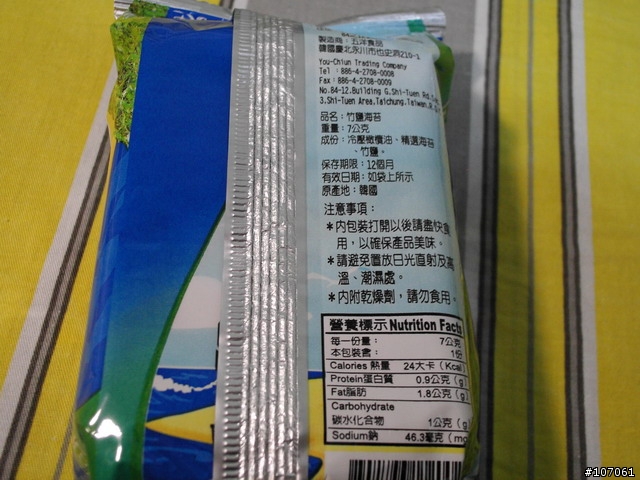 製造商：五洋食品
韓國慶北永川市也史洞219-1
You-Chiun Trading Company
Tel : 886-4-2708-0008
Fax: 886-4-2708-0009
No.84-12.Building G.Shi-Tuen Rd.
3.Shi-Tuen Area.Taichung.Taiwan.R.
品名：竹鹽海苔
重量：7公克
成份：冷壓橄欖油、精選海苔
、竹鹽。
保存期限：12個月
有效日期：如袋上所示
原產地：韓國
注意事項：
*內包裝打開以後請盡快食
用，以確保產品美味。
*請避免置放日光直射及高
溫、潮濕處。
*內附乾燥劑，請勿食用。
營養標示 Nutrition Facts
每一份量： 7公克
本包裝含： 1份
Calories 熱量 24大卡 (Kcal
Protein蛋白質 0.9公克 (g)
Fat脂肪 1.8公克 (g)
Carbohydrate
碳水化合物 1公克 (g
Sodium鈉 46.3毫克 (mg
#107061